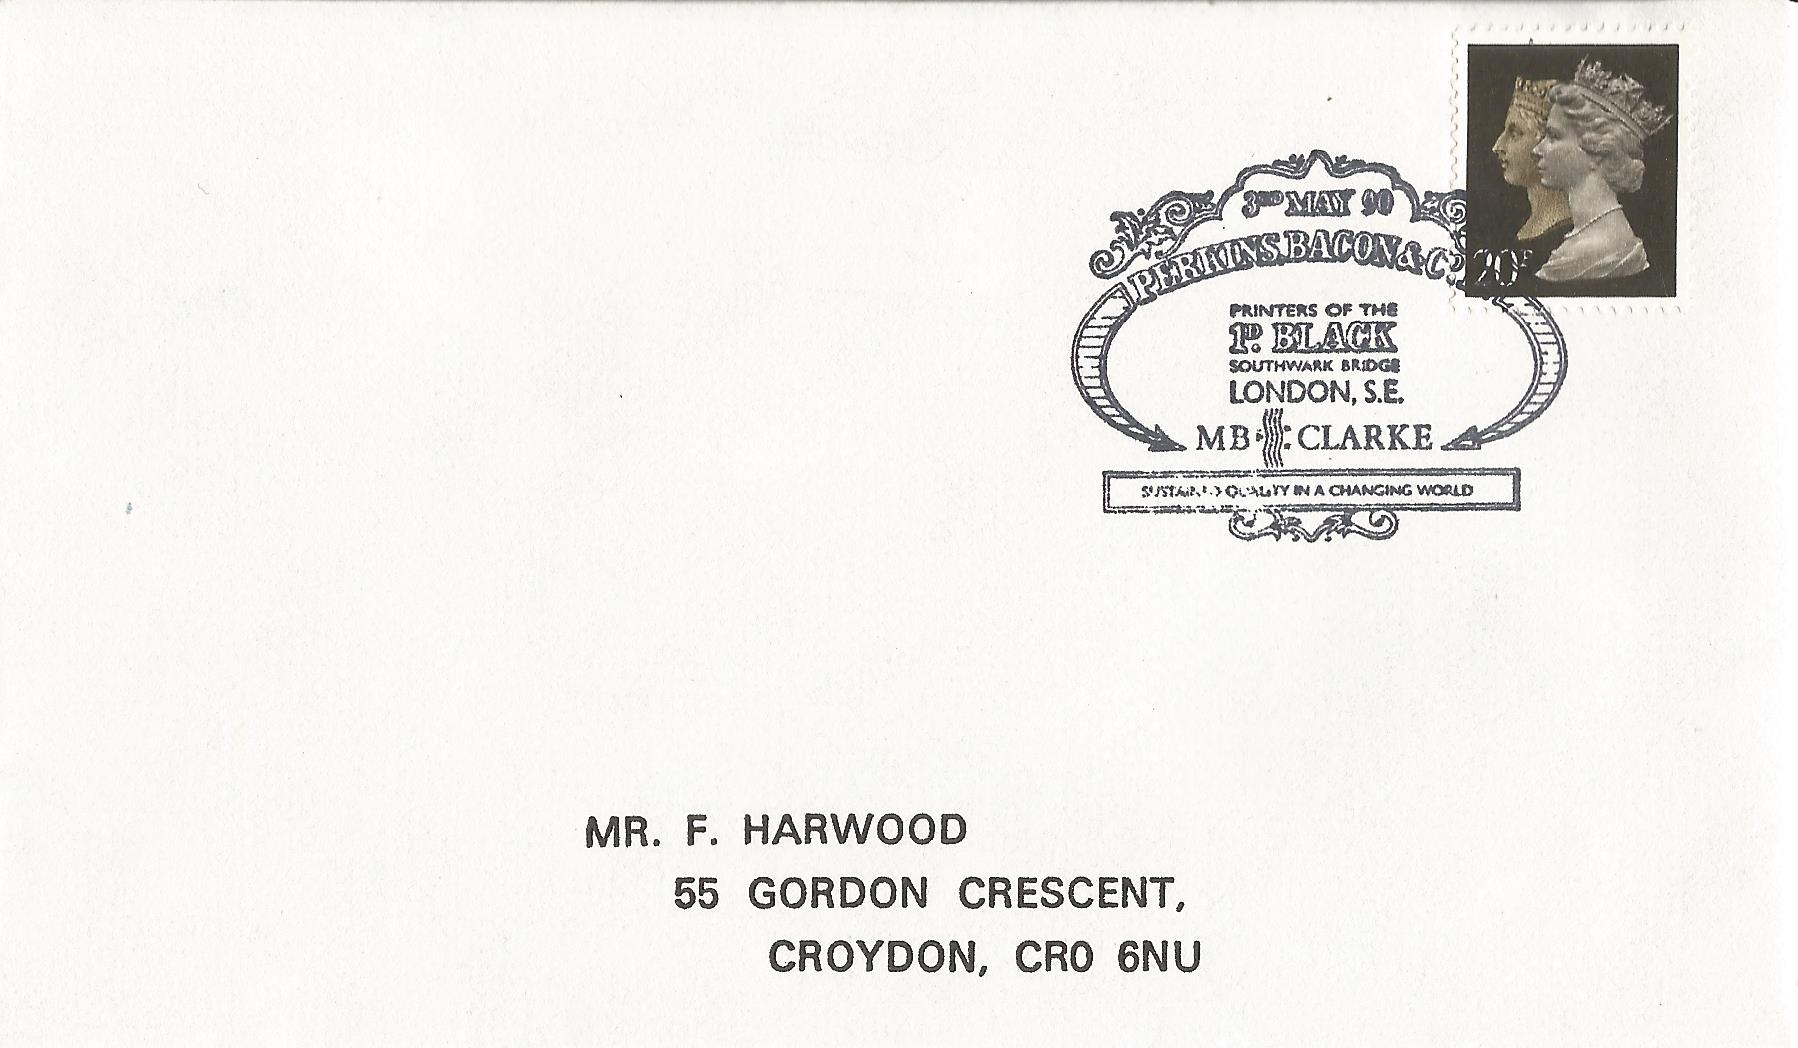 3RD MAY 90
PERKINS, BACON & Co.
20P
PRINTERS OF THE
1D. BLACK
SOUTHWARK BRIDGE
LONDON, S.E.
MB CLARKE
SUSTAINED QUALITY IN A CHANGING WORLD
MR. F. HARWOOD
55 GORDON CRESCENT,
CROYDON, CR0 6NU